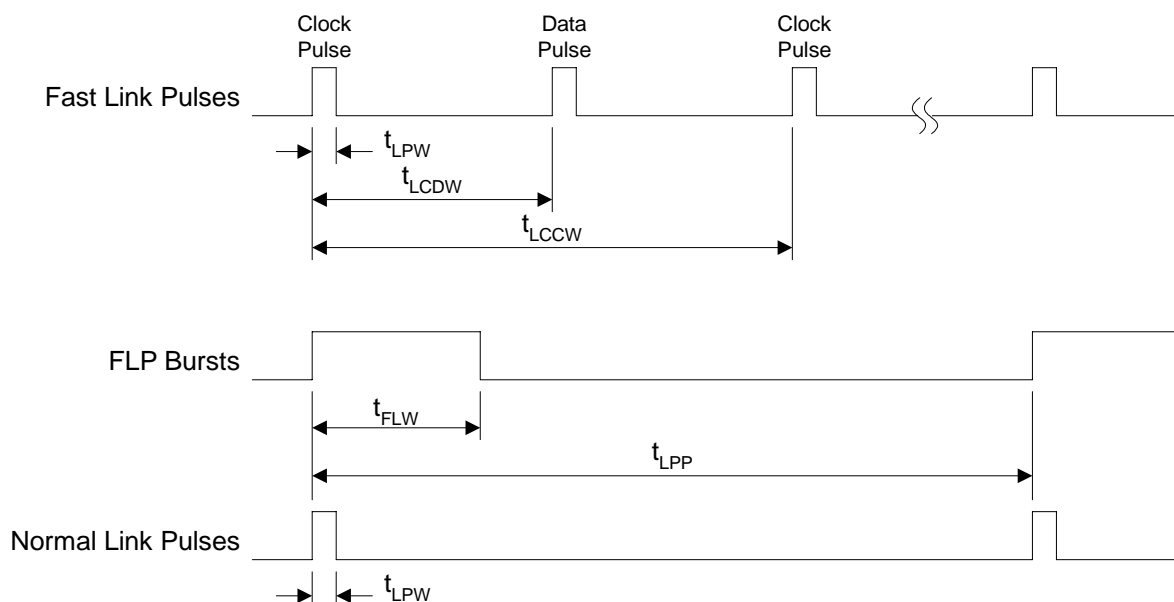 Clock
Pulse
Data
Pulse
Clock
Pulse
Fast Link Pulses
tLPW
tLCDW
tLCCW
FLP Bursts
tFLW
tLPP
Normal Link Pulses
tLPW